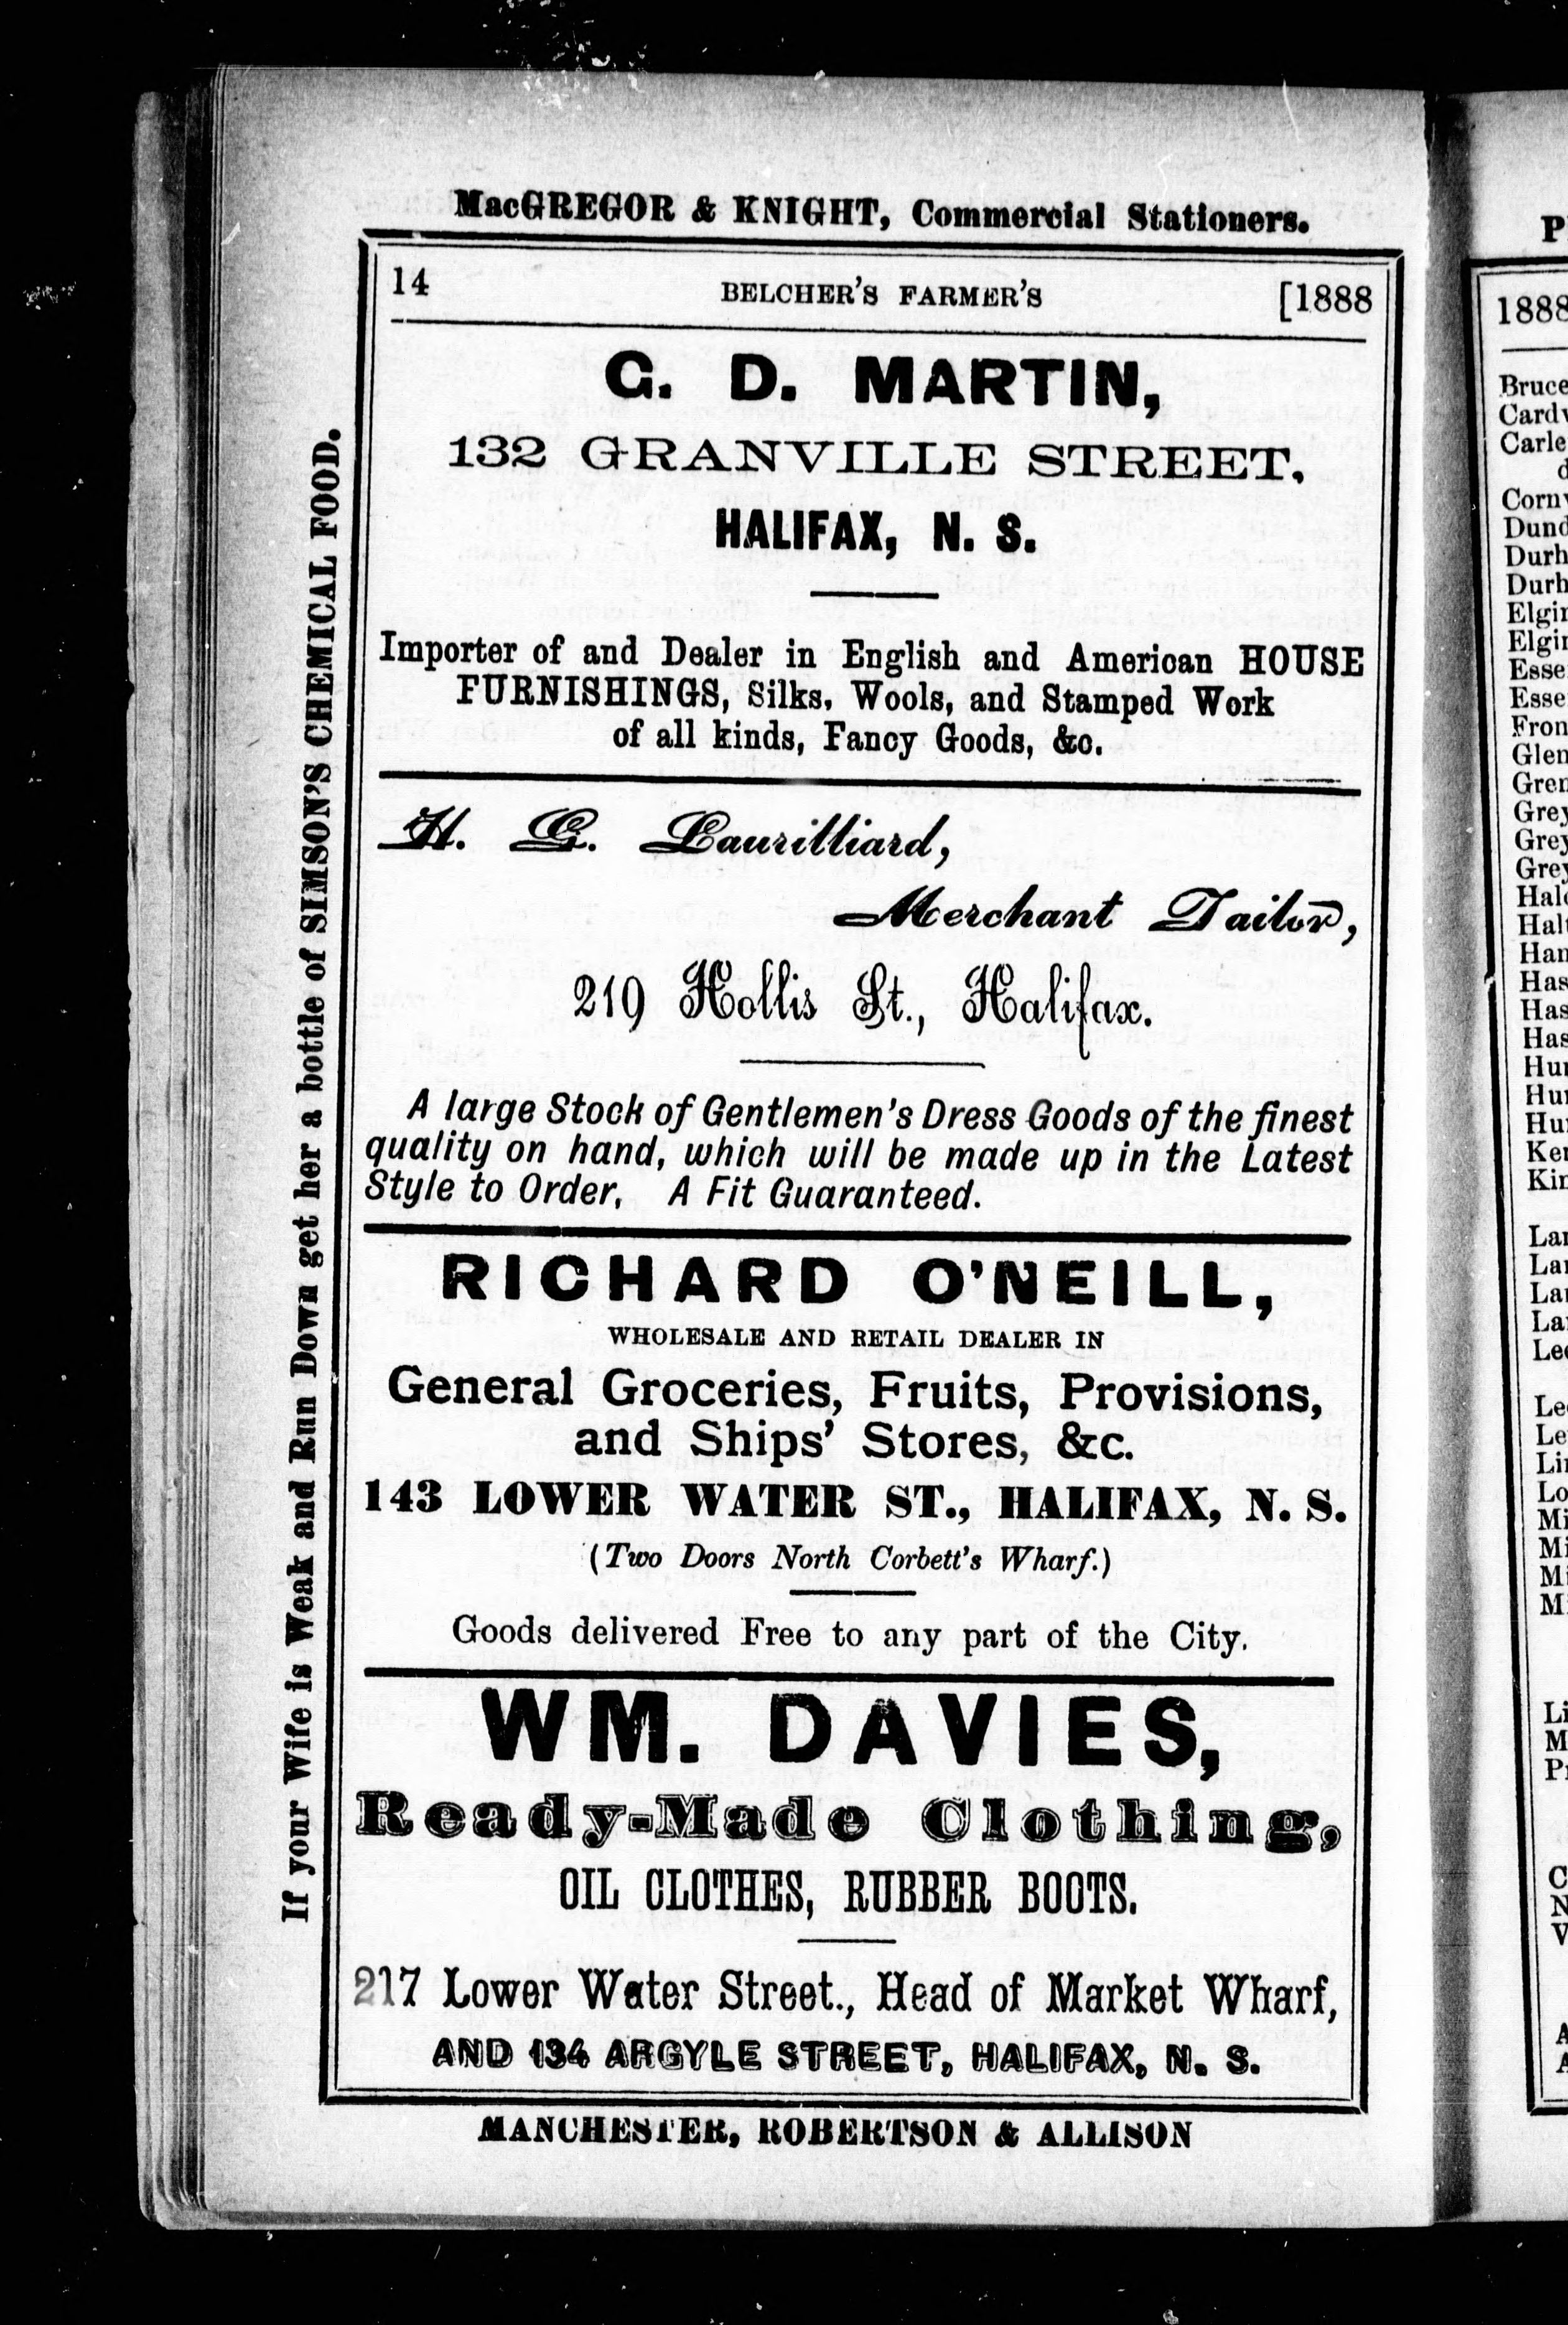 MacGREGOR & KNIGHT, Commercial Stationers.
14 BELCHER'S FARMER'S [1888
C. D. MARTIN,
132 GRANVILLE STREET,
HALIFAX, N. S.
Importer of and Dealer in English and American HOUSE
FURNISHINGS, Silks, Wools, and Stamped Work
of all kinds, Fancy Goods, &c.
H. G. Laurilliard,
Merchant Tailor,
219 Hollis St., Halifax.
A large Stock of Gentlemen's Dress Goods of the finest
quality on hand, which will be made up in the Latest
Style to Order, A Fit Guaranteed.
RICHARD O'NEILL,
WHOLESALE AND RETAIL DEALER IN
General Groceries, Fruits, Provisions,
and Ships' Stores, &c.
143 LOWER WATER ST., HALIFAX, N. S.
(Two Doors North Corbett's Wharf.)
Goods delivered Free to any part of the City.
WM. DAVIES,
Ready-Made Clothing,
OIL CLOTHES, RUBBER BOOTS.
217 Lower Water Street., Head of Market Wharf,
AND 134 ARGYLE STREET, HALIFAX, N. S.
MANCHESTER, ROBERTSON & ALLISON
If your Wife is Weak and Run Down get her a bottle of SIMSON'S CHEMICAL FOOD.
1888